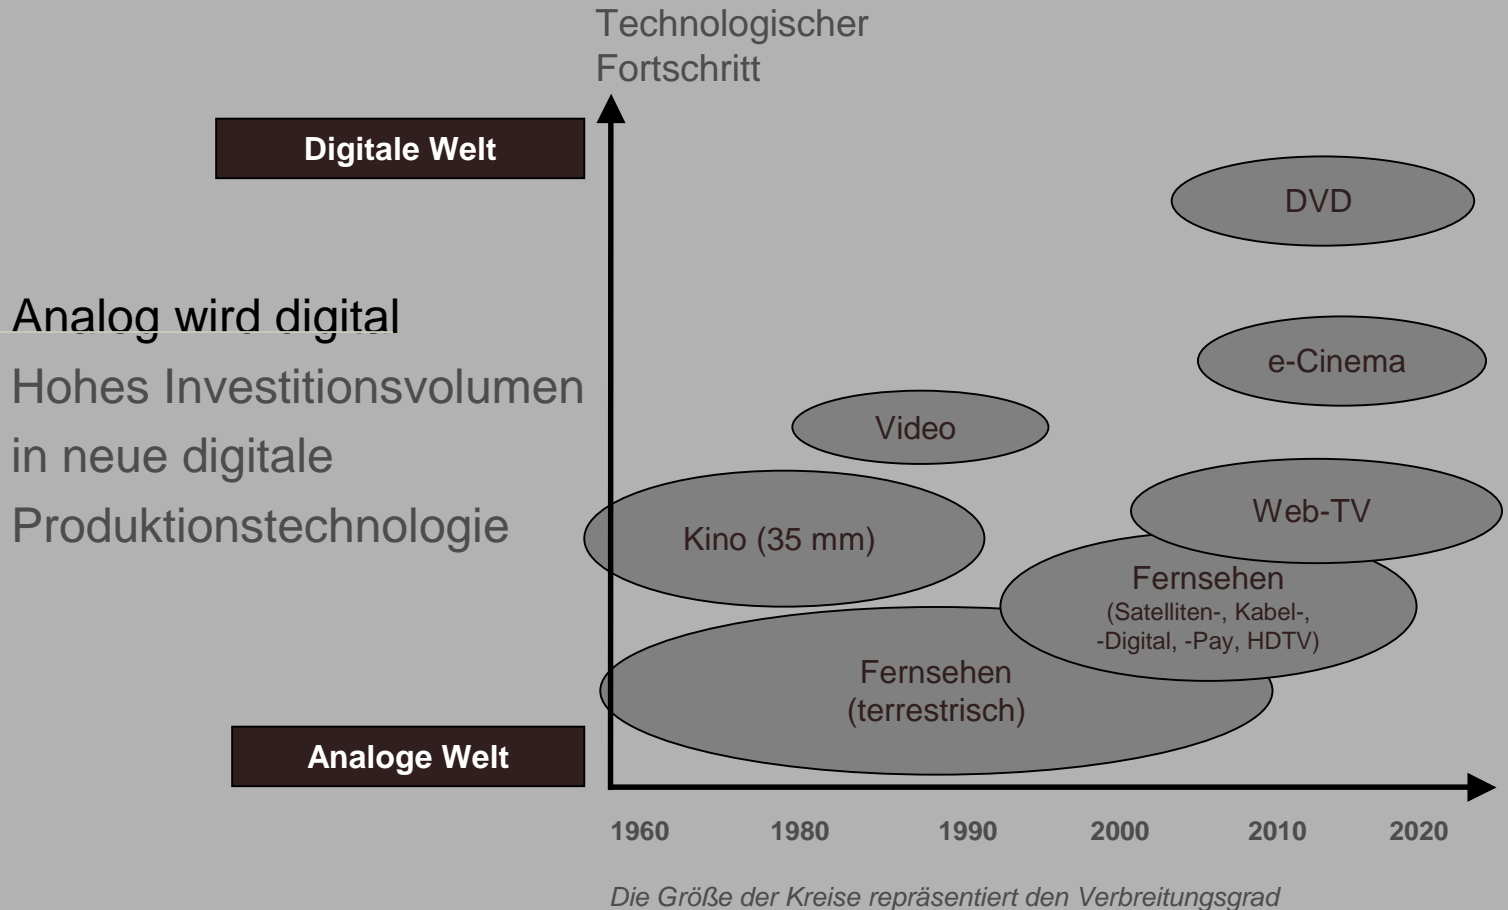 Technologischer
Fortschritt
Digitale Welt
DVD
Analog wird digital
Hohes Investitionsvolumen
in neue digitale
Produktionstechnologie
e-Cinema
Video
Web-TV
Kino (35 mm)
Fernsehen
(Satelliten-, Kabel-,
-Digital, -Pay, HDTV)
Fernsehen
(terrestrisch)
Analoge Welt
1960 1980 1990 2000 2010 2020
Die Größe der Kreise repräsentiert den Verbreitungsgrad